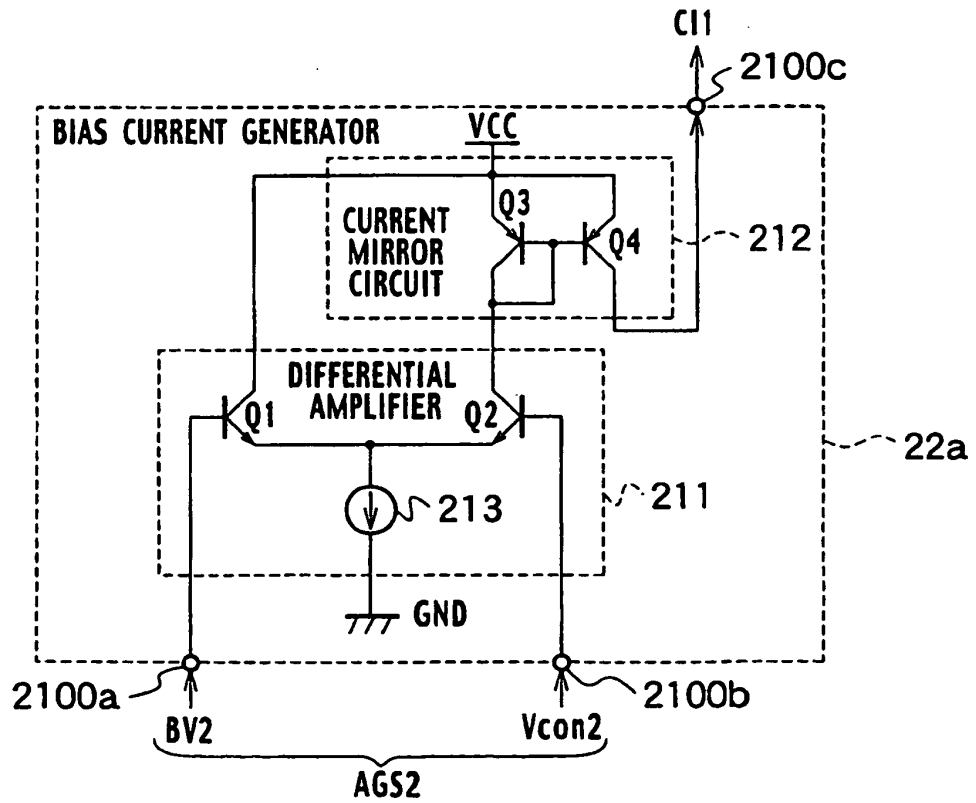 CI1
2100c
BIAS CURRENT GENERATOR
VCC
Q3
CURRENT
MIRROR
CIRCUIT
Q4
212
DIFFERENTIAL
AMPLIFIER
Q1
Q2
22a
213
211
GND
2100a
2100b
BV2
Vcon2
AGS2